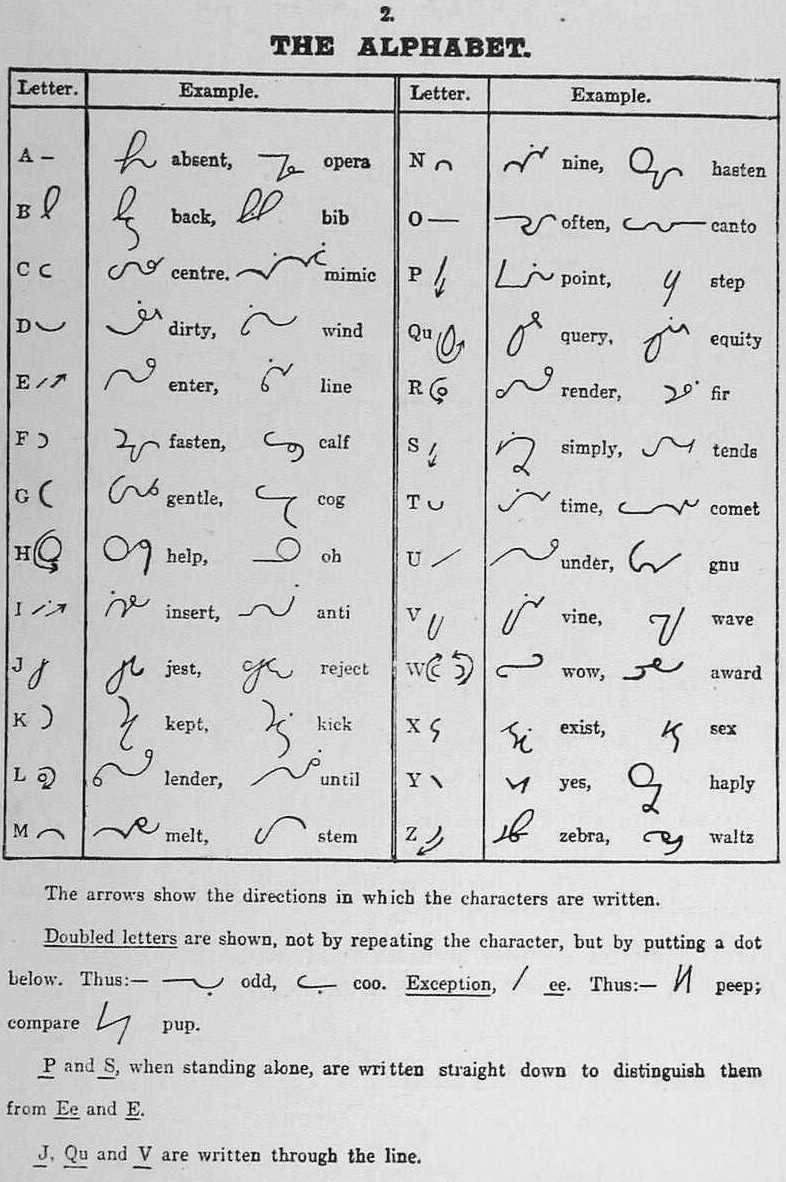 2.
THE ALPHABET.
Letter. Example. Letter. Example.
A absent, opera N nine, hasten
B back, bib O often, canto
C centre. mimic P point, step
D dirty, wind Qu query, equity
E enter, line R render, fir
F fasten, calf S simply, tends
G gentle, cog T time, comet
H help, oh U under, gnu
I insert, anti V vine, wave
J jest, reject W wow, award
K kept, kick X exist, sex
L lender, until Y yes, haply
M melt, stem Z zebra, waltz
The arrows show the directions in which the characters are written.
Doubled letters are shown, not by repeating the character, but by putting a dot
below. Thus:— odd, coo. Exception, ee. Thus:— peep;
compare pup.
P and S, when standing alone, are written straight down to distinguish them
from Ee and E.
J, Qu and V are written through the line.